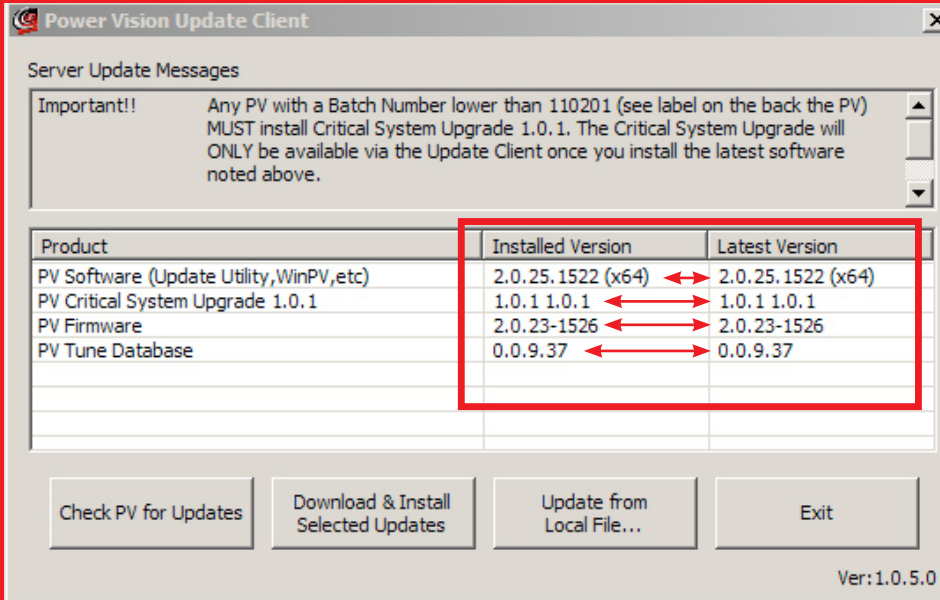 Power Vision Update Client
Server Update Messages
Important!! Any PV with a Batch Number lower than 110201 (see label on the back the PV)
MUST install Critical System Upgrade 1.0.1. The Critical System Upgrade will
ONLY be available via the Update Client once you install the latest software
noted above.
Product Installed Version Latest Version
PV Software (Update Utility,WinPV,etc) 2.0.25.1522 (x64) 2.0.25.1522 (x64)
PV Critical System Upgrade 1.0.1 1.0.1 1.0.1 1.0.1 1.0.1
PV Firmware 2.0.23-1526 2.0.23-1526
PV Tune Database 0.0.9.37 0.0.9.37
Check PV for Updates
Download & Install
Selected Updates
Update from
Local File...
Exit
Ver:1.0.5.0